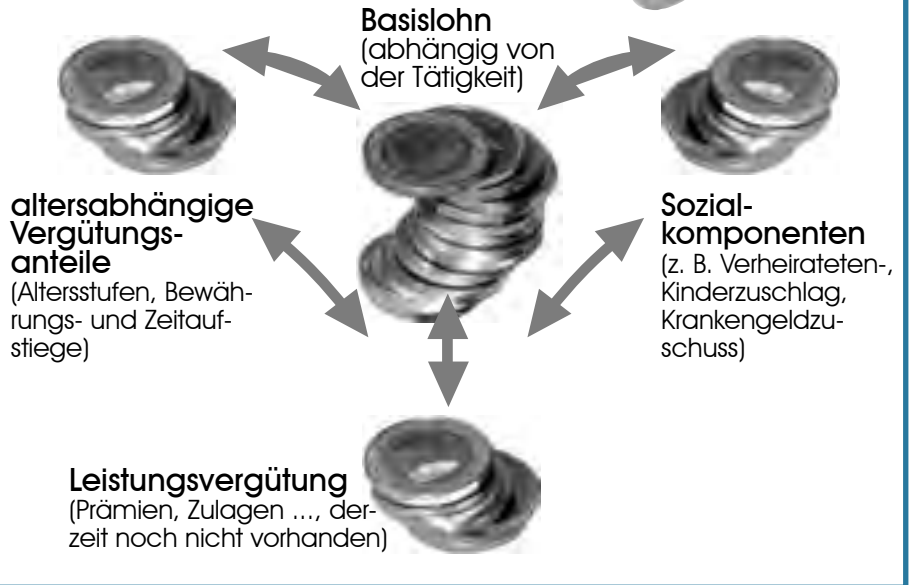 Basislohn
(abhängig von
der Tätigkeit)
altersabhängige
Vergütungs-
anteile
(Altersstufen, Bewäh-
rungs- und Zeitauf-
stiege)
Sozial-
komponenten
(z. B. Verheirateten-,
Kinderzuschlag,
Krankengeldzu-
schuss)
Leistungsvergütung
(Prämien, Zulagen ..., der-
zeit noch nicht vorhanden)